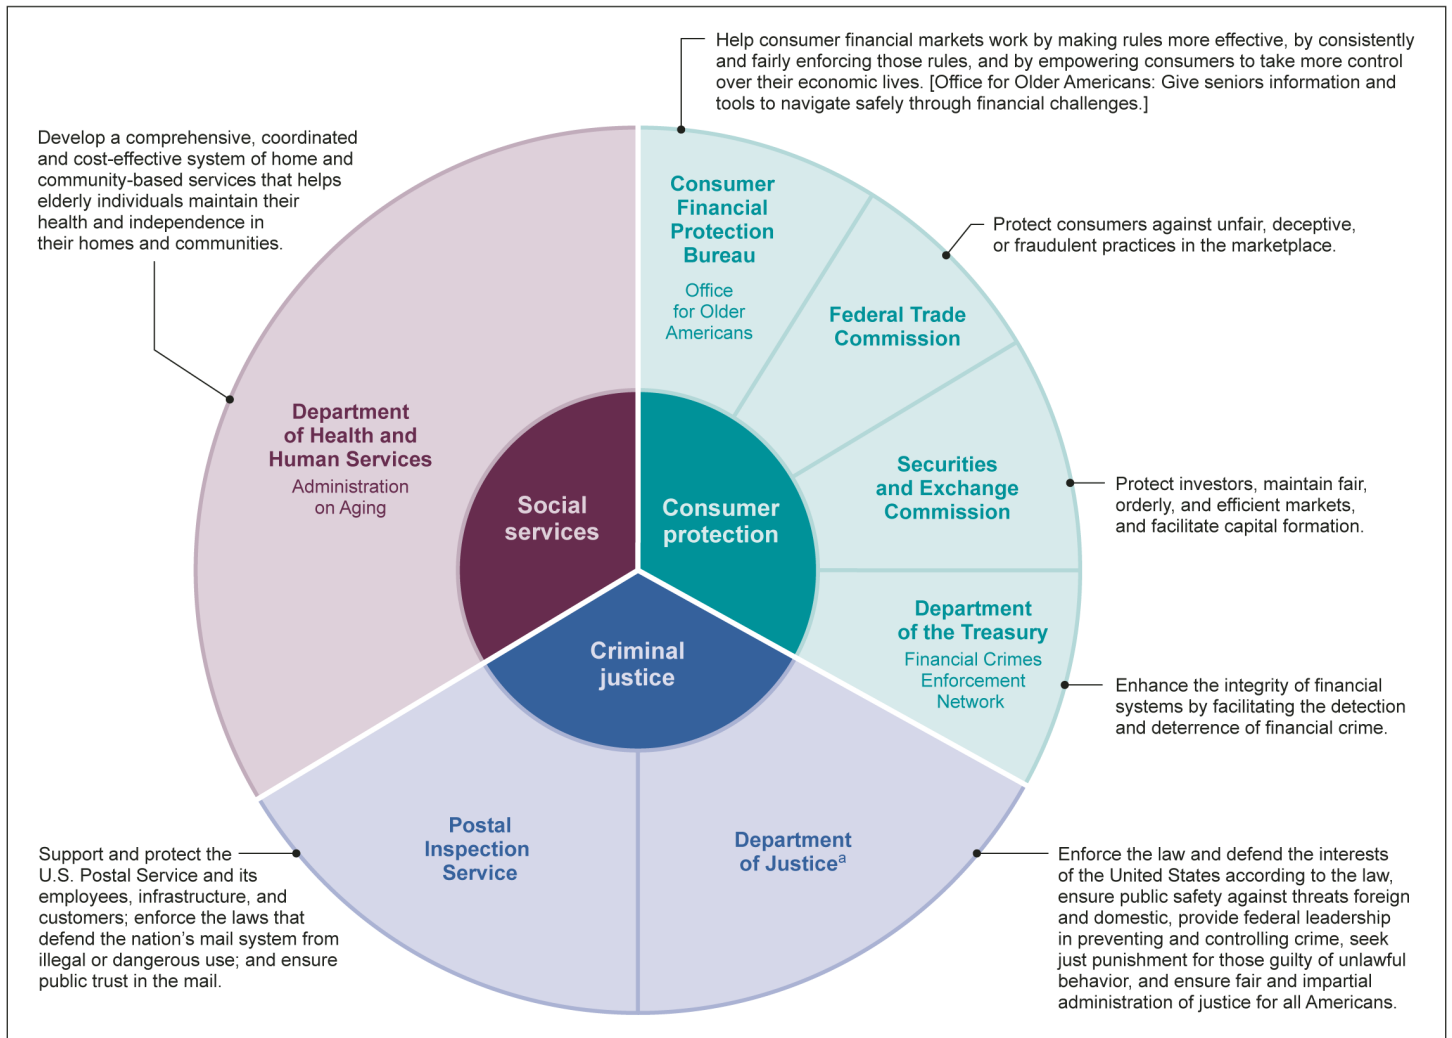 Help consumer financial markets work by making rules more effective, by consistently
and fairly enforcing those rules, and by empowering consumers to take more control
over their economic lives. [Office for Older Americans: Give seniors information and
tools to navigate safely through financial challenges.]
Develop a comprehensive, coordinated
and cost-effective system of home and
community-based services that helps
elderly individuals maintain their
health and independence in
their homes and communities.
Consumer
Financial
Protection
Bureau
Office
for Older
Americans
Protect consumers against unfair, deceptive,
or fraudulent practices in the marketplace.
Federal Trade
Commission
Department
of Health and
Human Services
Administration
on Aging
Social
services
Consumer
protection
Securities
and Exchange
Commission
Protect investors, maintain fair,
orderly, and efficient markets,
and facilitate capital formation.
Criminal
justice
Department
of the Treasury
Financial Crimes
Enforcement
Network
Enhance the integrity of financial
systems by facilitating the detection
and deterrence of financial crime.
Postal
Inspection
Service
Department
of Justiceᵃ
Support and protect the
U.S. Postal Service and its
employees, infrastructure, and
customers; enforce the laws that
defend the nation’s mail system from
illegal or dangerous use; and ensure
public trust in the mail.
Enforce the law and defend the interests
of the United States according to the law,
ensure public safety against threats foreign
and domestic, provide federal leadership
in preventing and controlling crime, seek
just punishment for those guilty of unlawful
behavior, and ensure fair and impartial
administration of justice for all Americans.